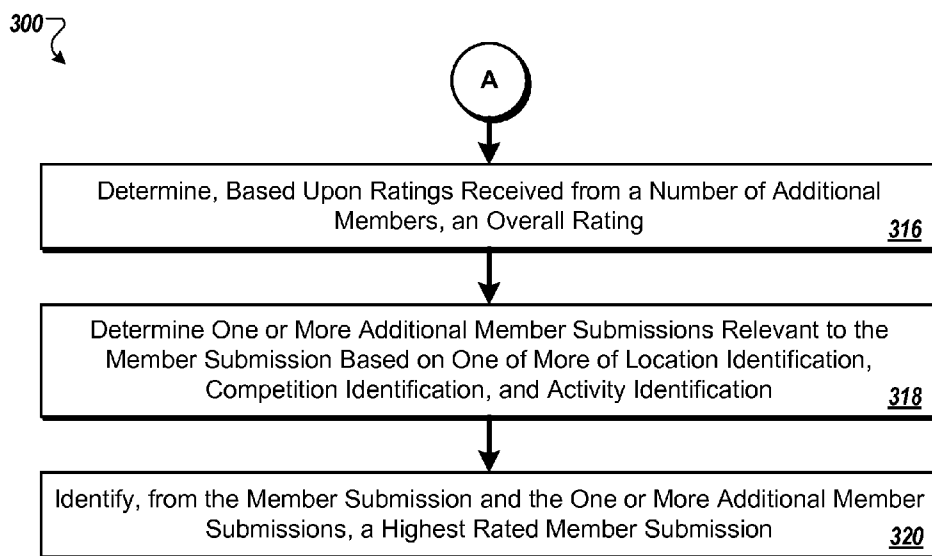 300
A
Determine, Based Upon Ratings Received from a Number of Additional
Members, an Overall Rating
316
Determine One or More Additional Member Submissions Relevant to the
Member Submission Based on One of More of Location Identification,
Competition Identification, and Activity Identification
318
Identify, from the Member Submission and the One or More Additional Member
Submissions, a Highest Rated Member Submission
320